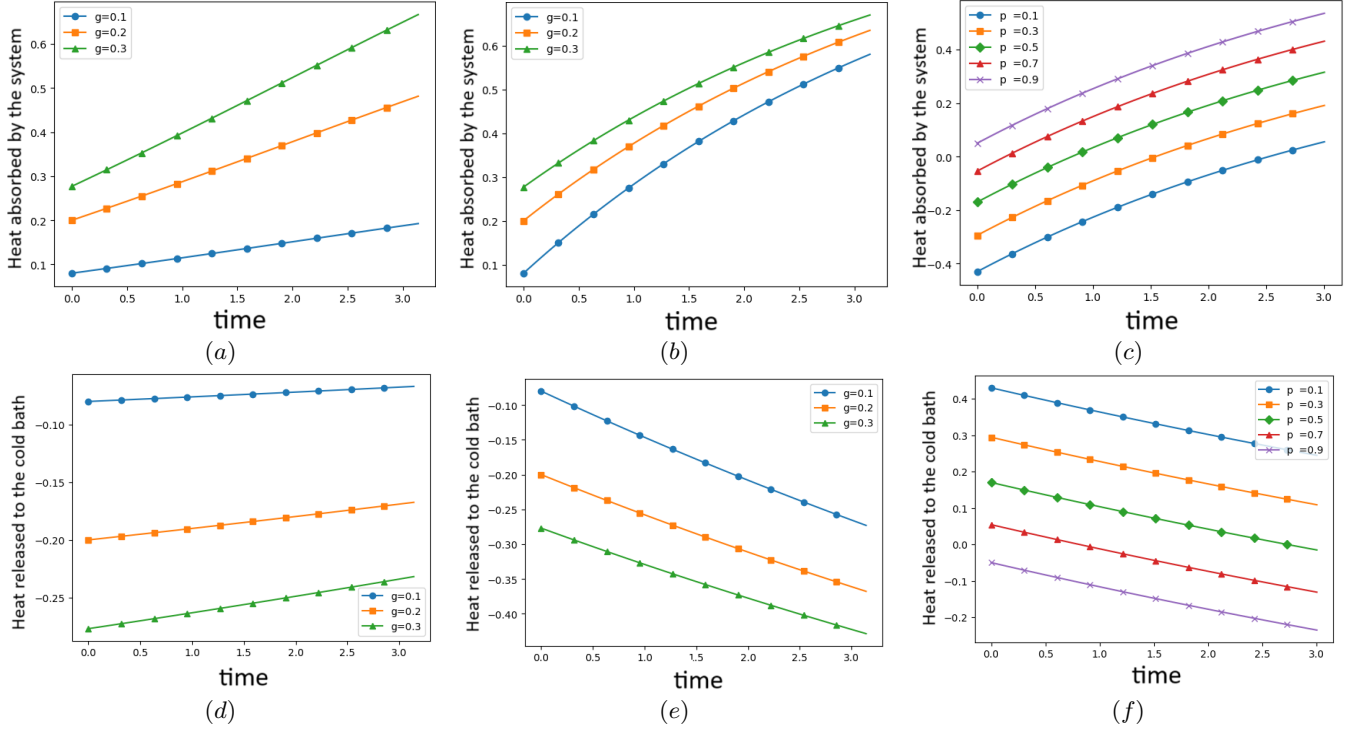 Heat absorbed by the system
g=0.1
g=0.2
g=0.3
0.6
0.5
0.4
0.3
0.2
0.1
0.0 0.5 1.0 1.5 2.0 2.5 3.0
time
(a)
Heat absorbed by the system
g=0.1
g=0.2
g=0.3
0.6
0.5
0.4
0.3
0.2
0.1
0.0 0.5 1.0 1.5 2.0 2.5 3.0
time
(b)
Heat absorbed by the system
p =0.1
p =0.3
p =0.5
p =0.7
p =0.9
0.4
0.2
0.0
−0.2
−0.4
0.0 0.5 1.0 1.5 2.0 2.5 3.0
time
(c)
Heat released to the cold bath
−0.10
−0.15
−0.20
−0.25
g=0.1
g=0.2
g=0.3
0.0 0.5 1.0 1.5 2.0 2.5 3.0
time
(d)
Heat released to the cold bath
g=0.1
g=0.2
g=0.3
−0.10
−0.15
−0.20
−0.25
−0.30
−0.35
−0.40
0.0 0.5 1.0 1.5 2.0 2.5 3.0
time
(e)
Heat released to the cold bath
p =0.1
p =0.3
p =0.5
p =0.7
p =0.9
0.4
0.3
0.2
0.1
0.0
−0.1
−0.2
0.0 0.5 1.0 1.5 2.0 2.5 3.0
time
(f)